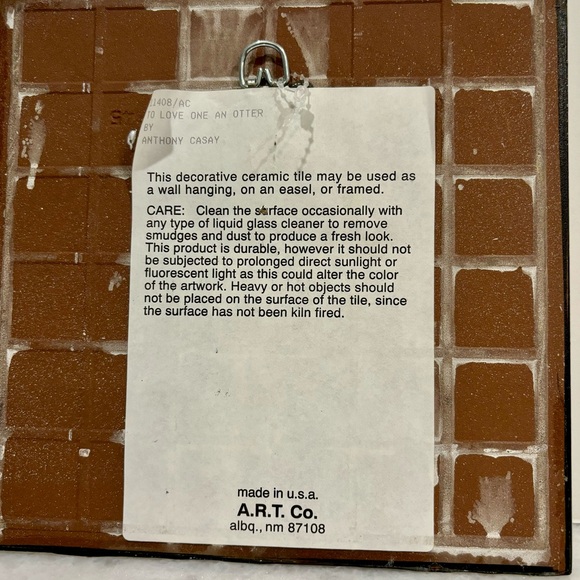 11408/AC
TO LOVE ONE AN OTTER
BY
ANTHONY CASAY
This decorative ceramic tile may be used as
a wall hanging, on an easel, or framed.
CARE: Clean the surface occasionally with
any type of liquid glass cleaner to remove
smudges and dust to produce a fresh look.
This product is durable, however it should not
be subjected to prolonged direct sunlight or
fluorescent light as this could alter the color
of the artwork. Heavy or hot objects should
not be placed on the surface of the tile, since
the surface has not been kiln fired.
made in u.s.a.
A.R.T. Co.
albq., nm 87108